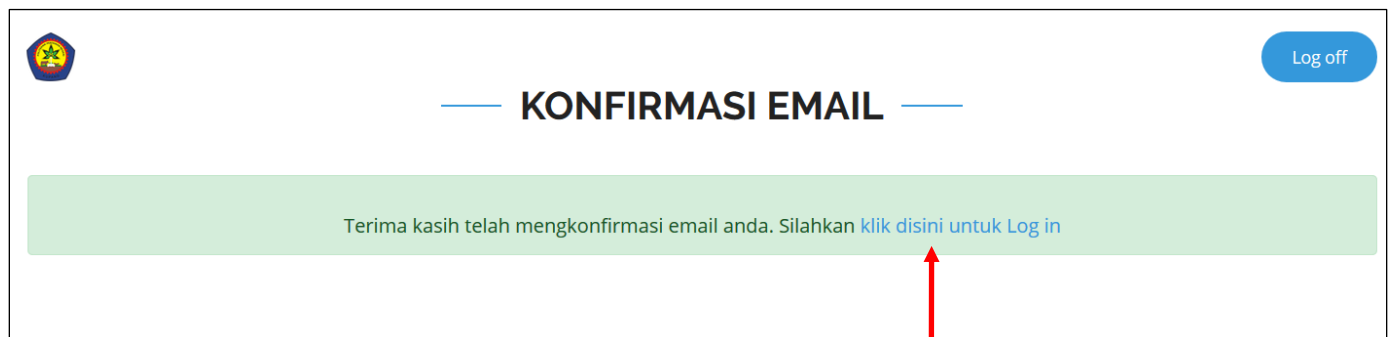 Log off
KONFIRMASI EMAIL
Terima kasih telah mengkonfirmasi email anda. Silahkan klik disini untuk Log in